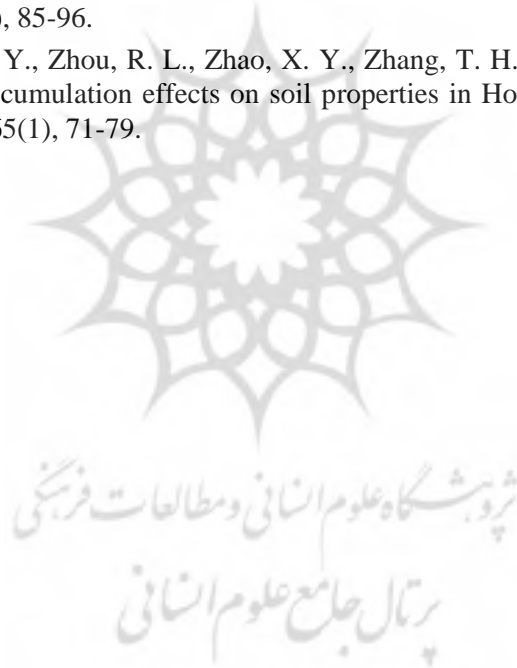 ), 85-96.
Y., Zhou, R. L., Zhao, X. Y., Zhang, T. H.
cumulation effects on soil properties in Ho
55(1), 71-79.
پژوهشگاه علوم انسانی و مطالعات فرهنگی
پرتال جامع علوم انسانی